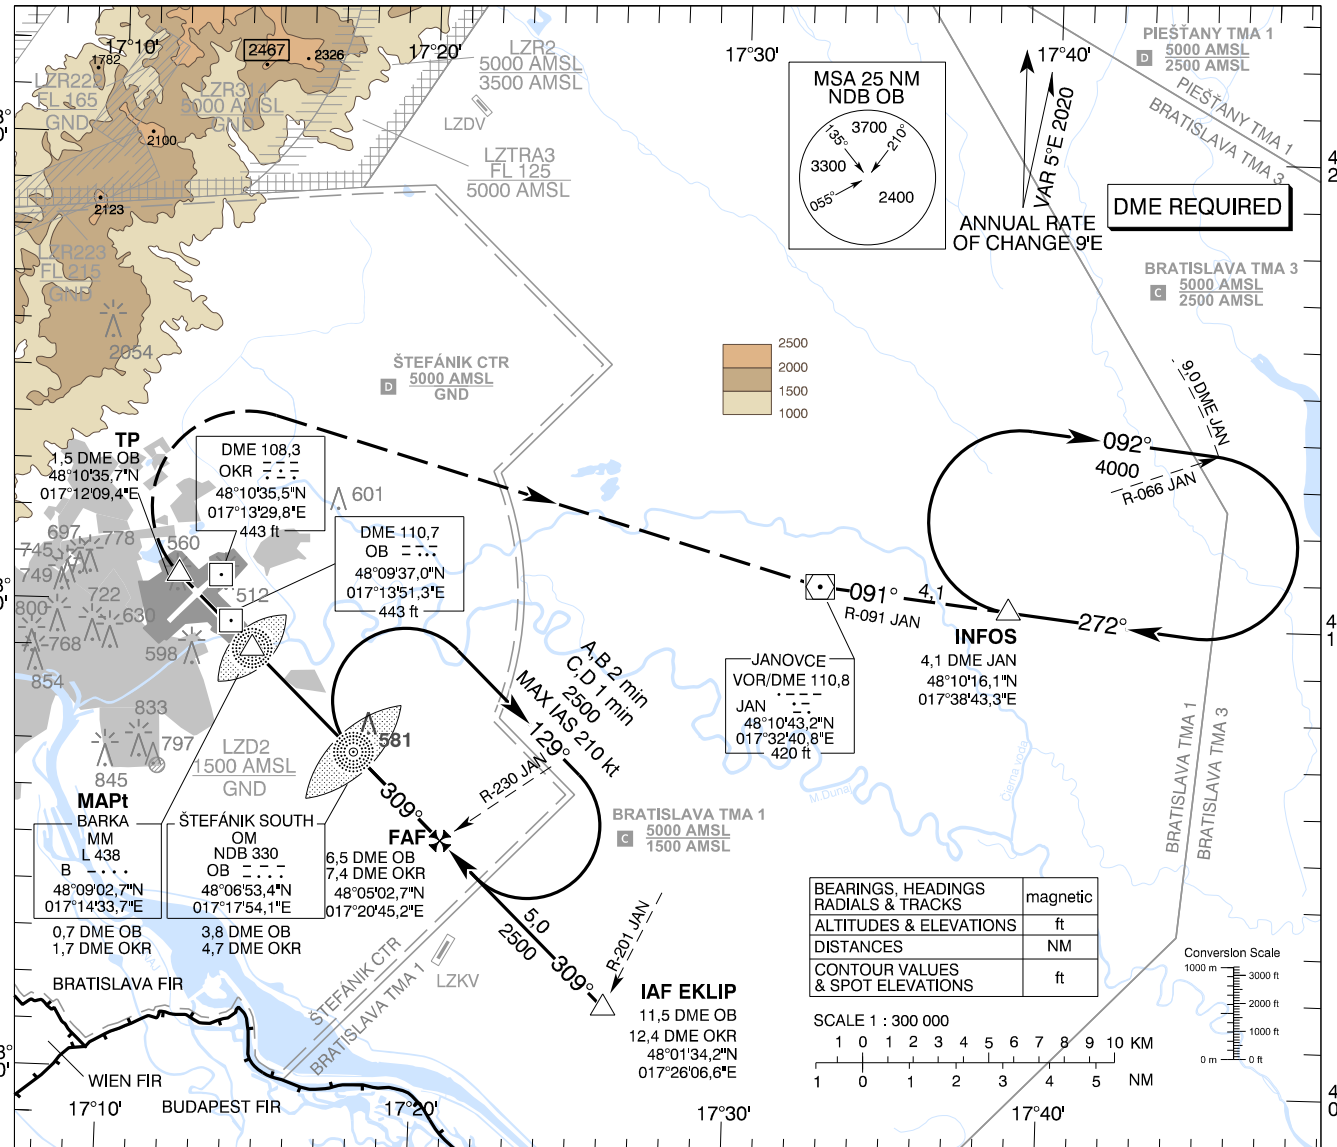 17°10'
17°20'
17°30'
17°40'
2467
2326
1782
2100
2123
2054
LZR222
FL 165
GND
LZR314
5000 AMSL
GND
LZR2
5000 AMSL
3500 AMSL
LZDV
LZTRA3
FL 125
5000 AMSL
LZR223
FL 215
GND
MSA 25 NM
NDB OB
3700
135°
210°
3300
055°
2400
VAR 5°E 2020
ANNUAL RATE
OF CHANGE 9'E
PIEŠŤANY TMA 1
D
5000 AMSL
2500 AMSL
PIEŠŤANY TMA 1
BRATISLAVA TMA 3
DME REQUIRED
BRATISLAVA TMA 3
C
5000 AMSL
2500 AMSL
ŠTEFÁNIK CTR
D
5000 AMSL
GND
2500
2000
1500
1000
9,0 DME JAN
092°
4000
R-066 JAN
TP
1,5 DME OB
48°10'35,7"N
017°12'09,4"E
DME 108,3
OKR
48°10'35,5"N
017°13'29,8"E
443 ft
601
DME 110,7
OB
48°09'37,0"N
017°13'51,3"E
443 ft
697
778
745
749
560
512
800
722
630
768
854
598
833
797
845
091°
4,1
R-091 JAN
INFOS
4,1 DME JAN
48°10'16,1"N
017°38'43,3"E
272°
JANOVCE
VOR/DME 110,8
JAN
48°10'43,2"N
017°32'40,8"E
420 ft
A,B 2 min
C,D 1 min
2500
MAX IAS 210 kt
129°
R-230 JAN
581
LZD2
1500 AMSL
GND
309°
FAF
6,5 DME OB
7,4 DME OKR
48°05'02,7"N
017°20'45,2"E
MAPt
BARKA
MM
L 438
B
48°09'02,7"N
017°14'33,7"E
0,7 DME OB
1,7 DME OKR
ŠTEFÁNIK SOUTH
OM
NDB 330
OB
48°06'53,4"N
017°17'54,1"E
3,8 DME OB
4,7 DME OKR
M.Dunaj
Čierna voda
BRATISLAVA TMA 1
BRATISLAVA TMA 3
BRATISLAVA TMA 1
C
5000 AMSL
1500 AMSL
5,0
2500
309°
R-201 JAN
IAF EKLIP
11,5 DME OB
12,4 DME OKR
48°01'34,2"N
017°26'06,6"E
LZKV
ŠTEFÁNIK CTR
BRATISLAVA TMA 1
BRATISLAVA FIR
WIEN FIR
BUDAPEST FIR
BEARINGS, HEADINGS
RADIALS & TRACKS
magnetic
ALTITUDES & ELEVATIONS ft
DISTANCES NM
CONTOUR VALUES
& SPOT ELEVATIONS
ft
SCALE 1 : 300 000
1 0 1 2 3 4 5 6 7 8 9 10 KM
1 0 1 2 3 4 5 NM
Conversion Scale
1000 m
3000 ft
2000 ft
1000 ft
0 m
0 ft
17°10'
17°20'
17°30'
17°40'